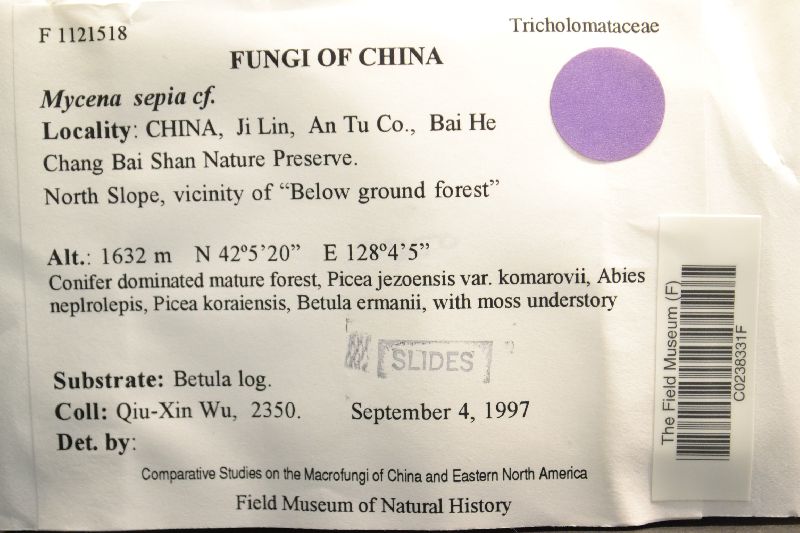 F 1121518
Tricholomataceae
FUNGI OF CHINA
Mycena sepia cf.
Locality: CHINA, Ji Lin, An Tu Co., Bai He
Chang Bai Shan Nature Preserve.
North Slope, vicinity of “Below ground forest”
Alt.: 1632 m N 42º5'20” E 128º4'5”
Conifer dominated mature forest, Picea jezoensis var. komarovii, Abies
neplrolepis, Picea koraiensis, Betula ermanii, with moss understory
SLIDES
Substrate: Betula log.
Coll: Qiu-Xin Wu, 2350. September 4, 1997
Det. by:
Comparative Studies on the Macrofungi of China and Eastern North America
Field Museum of Natural History
The Field Museum (F)
C0238331F